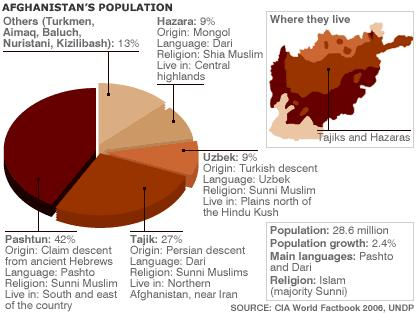 AFGHANISTAN'S POPULATION
Others (Turkmen,
Aimaq, Baluch,
Nuristani, Kizilibash): 13%
Hazara: 9%
Origin: Mongol
Language: Dari
Religion: Shia Muslim
Live in: Central
highlands
Where they live
Tajiks and Hazaras
Uzbek: 9%
Origin: Turkish descent
Language: Uzbek
Religion: Sunni Muslim
Live in: Plains north of
the Hindu Kush
Pashtun: 42%
Origin: Claim descent
from ancient Hebrews
Language: Pashto
Religion: Sunni Muslim
Live in: South and east
of the country
Tajik: 27%
Origin: Persian descent
Language: Dari
Religion: Sunni Muslims
Live in: Northern
Afghanistan, near Iran
Population: 28.6 million
Population growth: 2.4%
Main languages: Pashto
and Dari
Religion: Islam
(majority Sunni)
SOURCE: CIA World Factbook 2006, UNDP